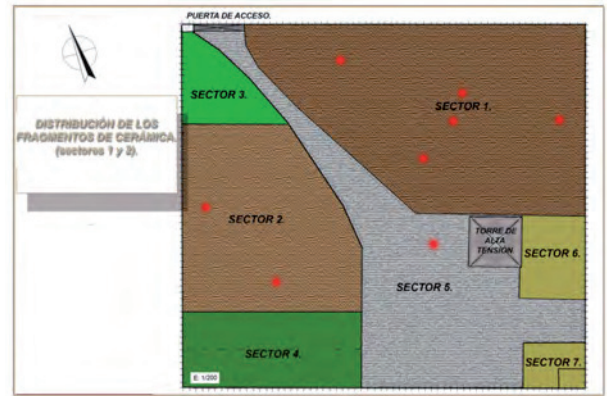 PUERTA DE ACCESO.
DISTRIBUCIÓN DE LOS
FRAGMENTOS DE CERÁMICA.
(sectores 1 y 2).
SECTOR 3.
SECTOR 1.
SECTOR 2.
TORRE DE
ALTA
TENSIÓN
SECTOR 6.
SECTOR 5.
SECTOR 4.
SECTOR 7.
E: 1/200